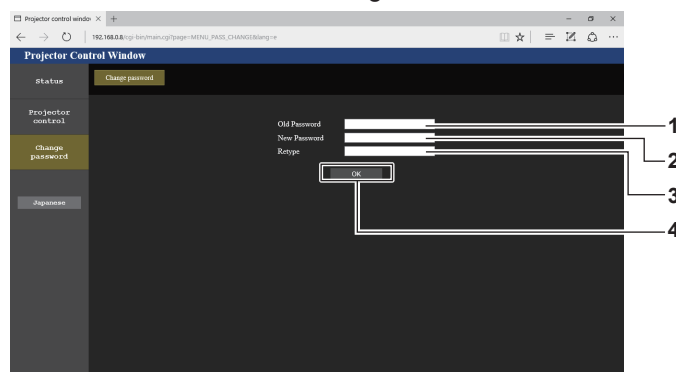 Projector control windo
192.168.0.8/cgi-bin/main.cgi?page=MENU_PASS_CHANGE&lang=e
Projector Control Window
Status
Change password
Projector
control
Change
password
Japanese
Old Password
New Password
Retype
OK
1
2
3
4